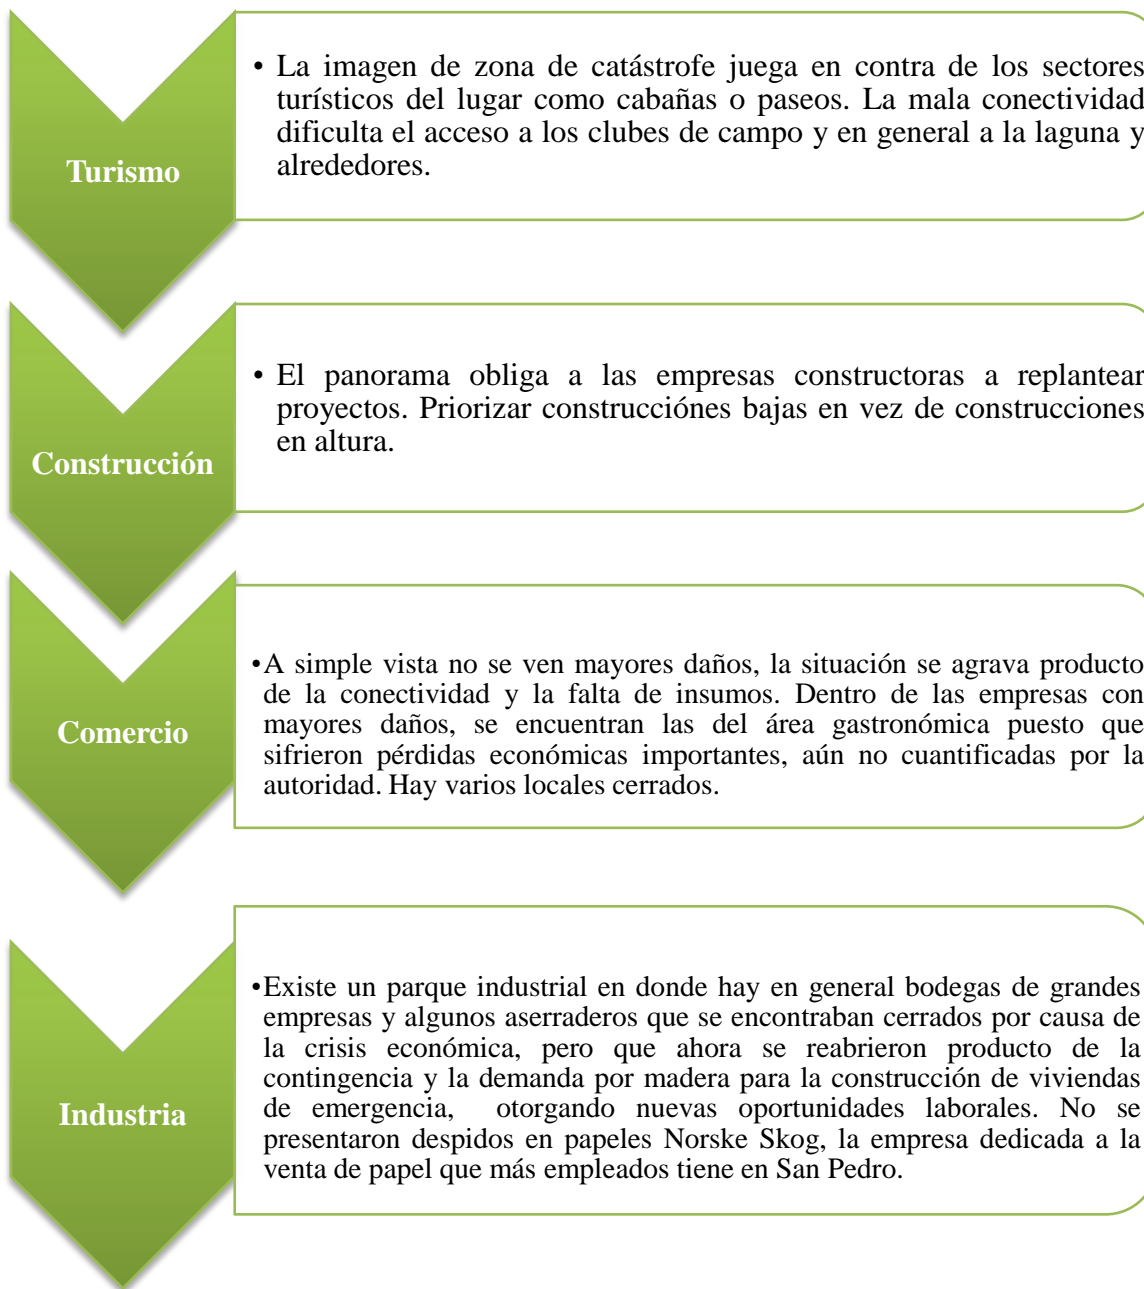 Turismo
• La imagen de zona de catástrofe juega en contra de los sectores
turísticos del lugar como cabañas o paseos. La mala conectividad
dificulta el acceso a los clubes de campo y en general a la laguna y
alrededores.
Construcción
• El panorama obliga a las empresas constructoras a replantear
proyectos. Priorizar construcciónes bajas en vez de construcciones
en altura.
Comercio
•A simple vista no se ven mayores daños, la situación se agrava producto
de la conectividad y la falta de insumos. Dentro de las empresas con
mayores daños, se encuentran las del área gastronómica puesto que
sifrieron pérdidas económicas importantes, aún no cuantificadas por la
autoridad. Hay varios locales cerrados.
Industria
•Existe un parque industrial en donde hay en general bodegas de grandes
empresas y algunos aserraderos que se encontraban cerrados por causa de
la crisis económica, pero que ahora se reabrieron producto de la
contingencia y la demanda por madera para la construcción de viviendas
de emergencia, otorgando nuevas oportunidades laborales. No se
presentaron despidos en papeles Norske Skog, la empresa dedicada a la
venta de papel que más empleados tiene en San Pedro.